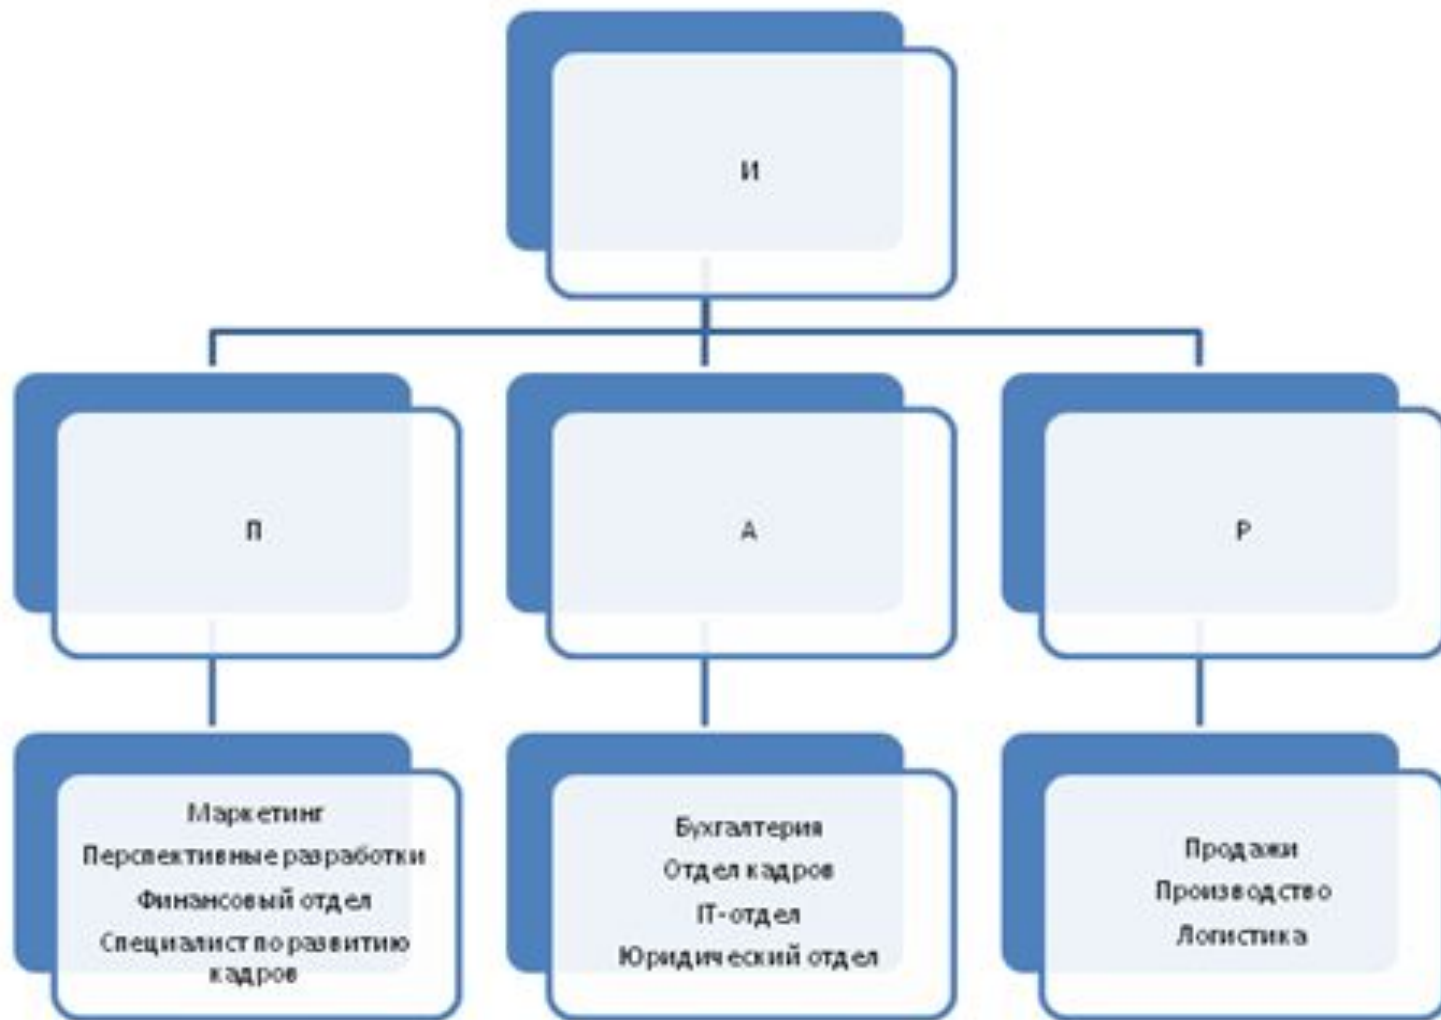 И
П
А
Р
Маркетинг
Перспективные разработки
Финансовый отдел
Специалист по развитию
кадров
Бухгалтерия
Отдел кадров
IT-отдел
Юридический отдел
Продажи
Производство
Логистика